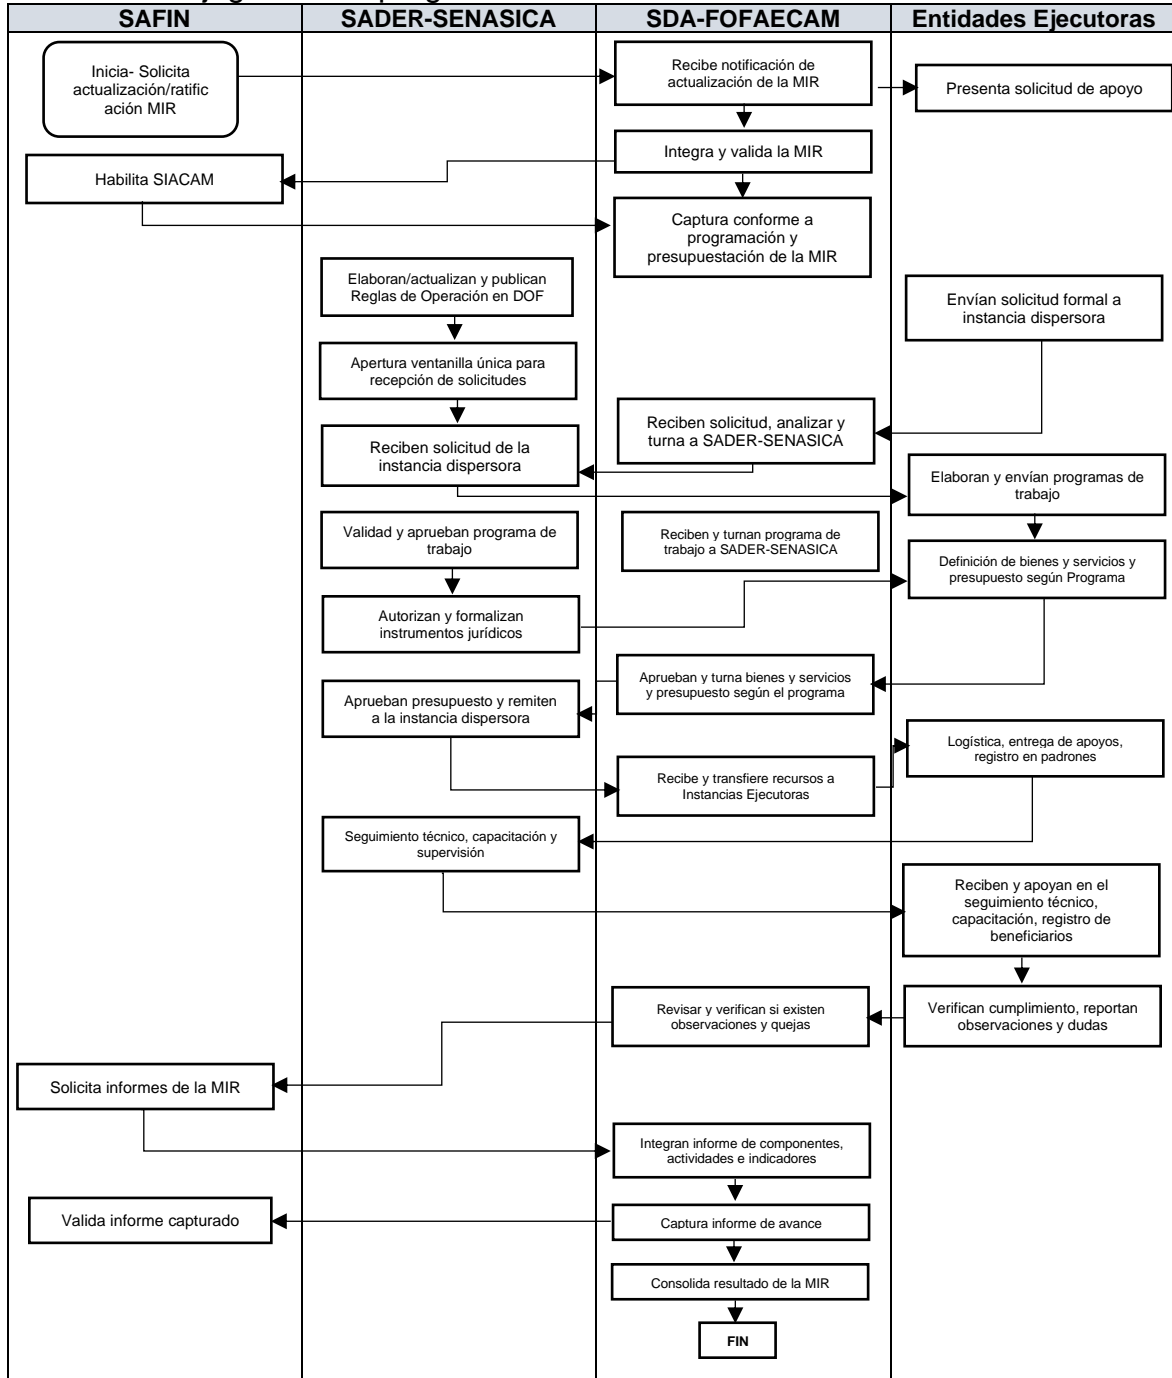 SAFIN
SADER-SENASICA
SDA-FOFAECAM
Entidades Ejecutoras
Inicia- Solicita
actualización/ratific
ación MIR
Recibe notificación de
actualización de la MIR
Presenta solicitud de apoyo
Integra y valida la MIR
Habilita SIACAM
Captura conforme a
programación y
presupuestación de la MIR
Elaboran/actualizan y publican
Reglas de Operación en DOF
Envían solicitud formal a
instancia dispersora
Apertura ventanilla única para
recepción de solicitudes
Reciben solicitud, analizar y
turna a SADER-SENASICA
Reciben solicitud de la
instancia dispersora
Elaboran y envían programas de
trabajo
Validad y aprueban programa de
trabajo
Reciben y turnan programa de
trabajo a SADER-SENASICA
Definición de bienes y servicios y
presupuesto según Programa
Autorizan y formalizan
instrumentos jurídicos
Aprueban y turna bienes y servicios
y presupuesto según el programa
Aprueban presupuesto y remiten
a la instancia dispersora
Logística, entrega de apoyos,
registro en padrones
Recibe y transfiere recursos a
Instancias Ejecutoras
Seguimiento técnico, capacitación y
supervisión
Reciben y apoyan en el
seguimiento técnico,
capacitación, registro de
beneficiarios
Revisar y verifican si existen
observaciones y quejas
Verifican cumplimiento, reportan
observaciones y dudas
Solicita informes de la MIR
Integran informe de componentes,
actividades e indicadores
Valida informe capturado
Captura informe de avance
Consolida resultado de la MIR
FIN